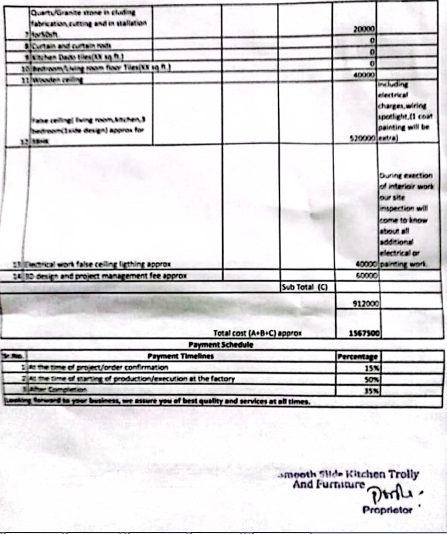 Quarts/Granite stone in cluding
fabrication,cutting and in stallation
7 for50sft. 20000
8 Curtain and curtain rods 0
9 Kitchen Dado tiles(XX sq.ft.) 0
10 Bedroom/Living room floor Tiles(XX sq.ft) 0
11 Wooden ceiling 40000
False ceiling( living room,kitchen,3
bedroom(1side design) approx for
12 3BHK 520000
including
electrical
charges,wiring
spotlight,(1 coat
painting will be
extra)
13 Electrical work false ceiling ligthing approx 40000
During exection
of interioir work
our site
inspection will
come to know
about all
additional
electrical or
painting work.
14 3D design and project management fee approx 60000
Sub Total (C)
912000
Total cost (A+B+C) approx 1567500
Payment Schedule
Sr.No. Payment Timelines Percentage
1 At the time of project/order confirmation 15%
2 At the time of starting of production/execution at the factory 50%
3 After Completion 35%
Looking forward to your business, we assure you of best quality and services at all times.
Smooth Slide Kitchen Trolly
And Furniture
Proprietor